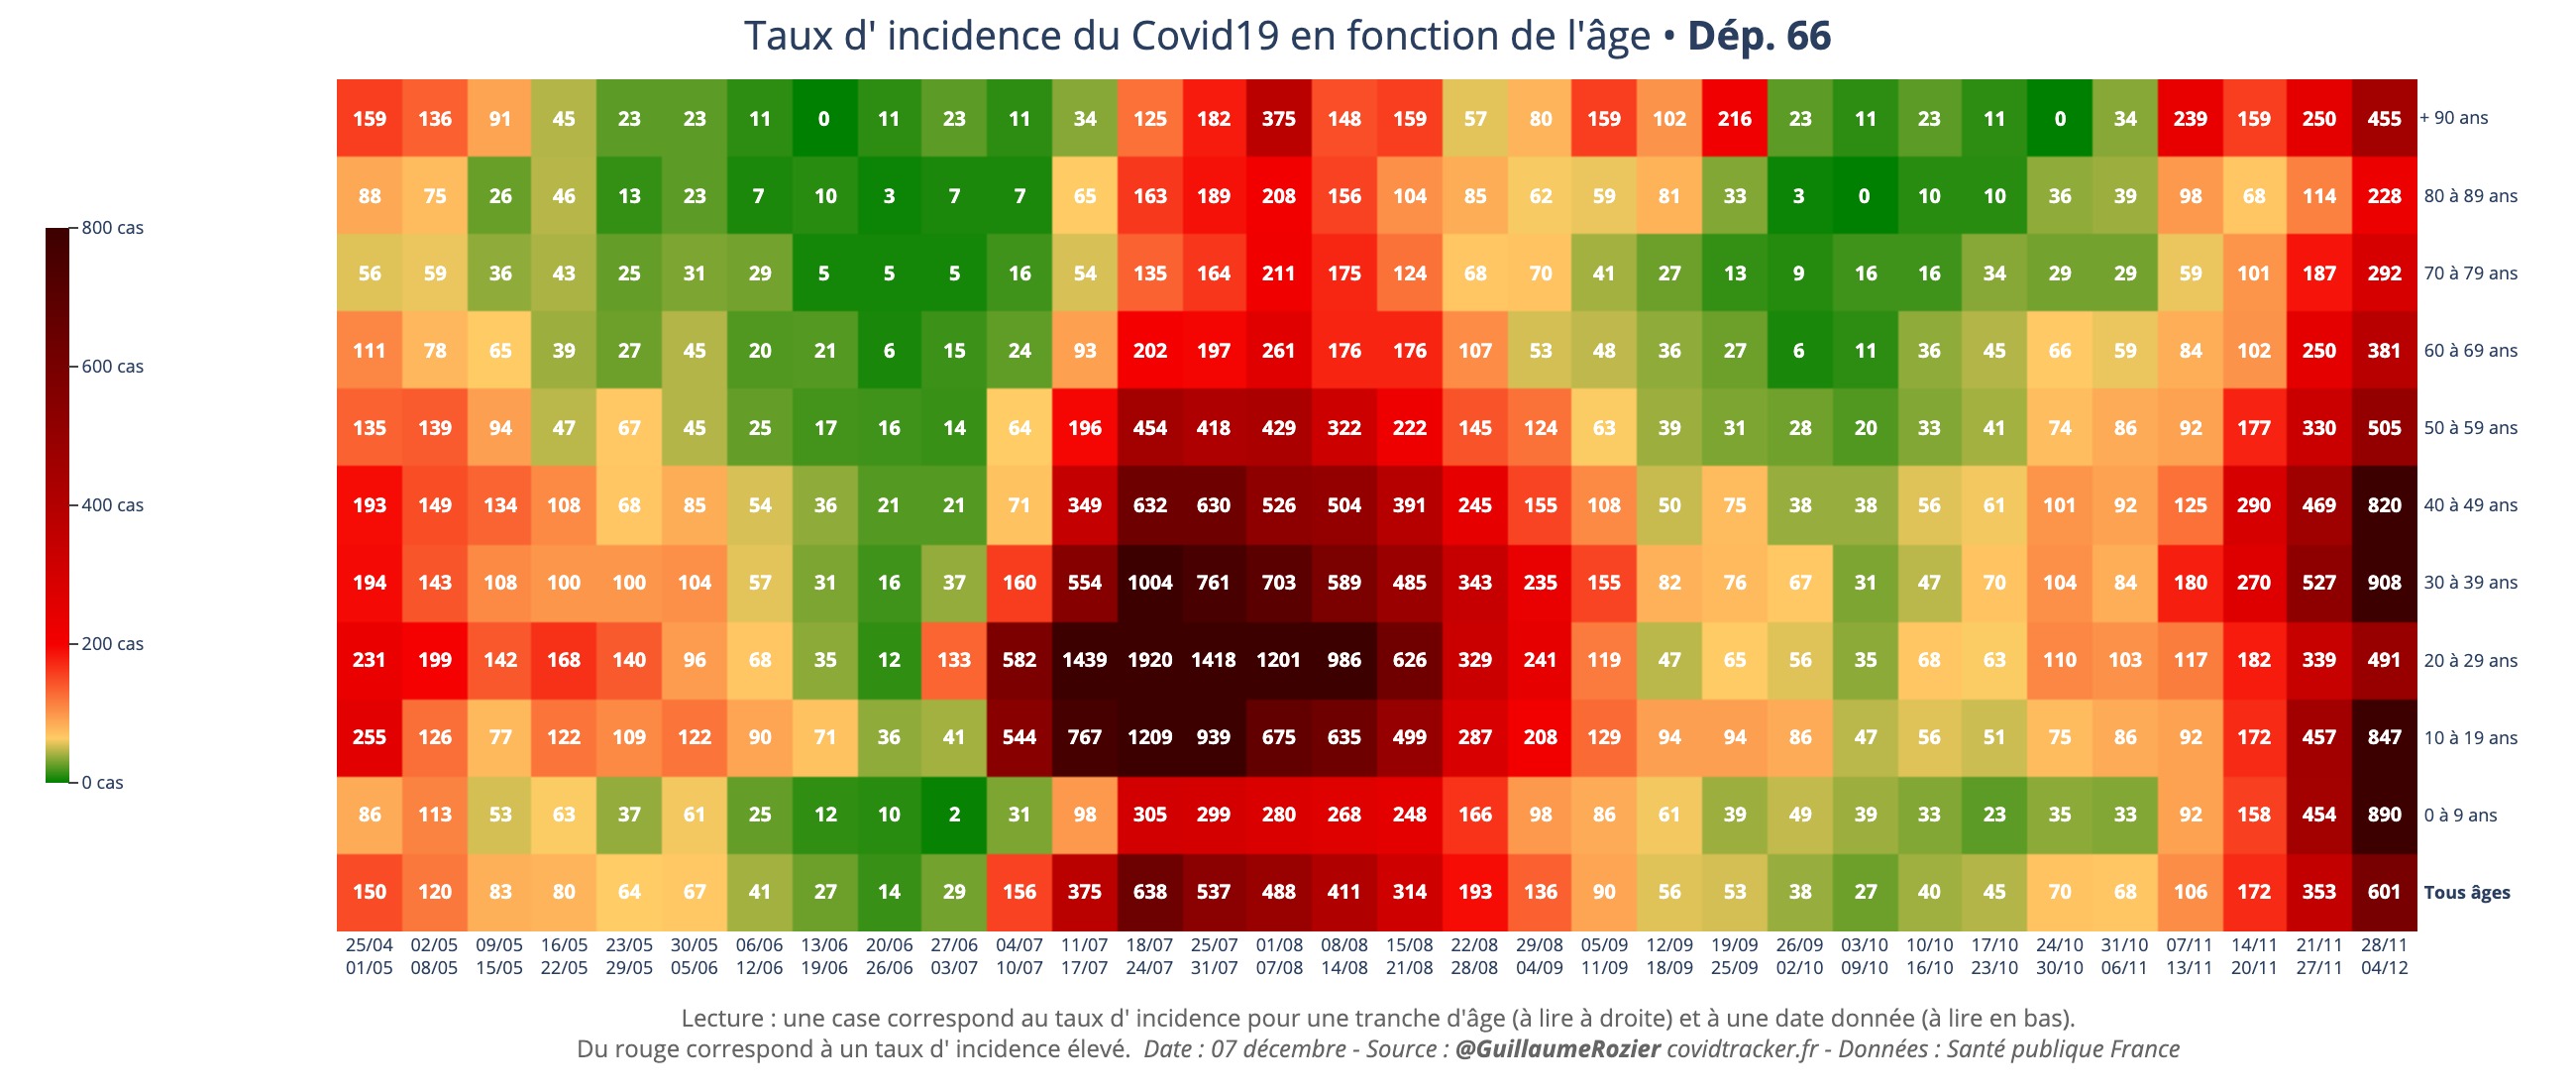 Taux d' incidence du Covid19 en fonction de l'âge • Dép. 66
159 136 91 45 23 23 11 0 11 23 11 34 125 182 375 148 159 57 80 159 102 216 23 11 23 11 0 34 239 159 250 455 + 90 ans
88 75 26 46 13 23 7 10 3 7 7 65 163 189 208 156 104 85 62 59 81 33 3 0 10 10 36 39 98 68 114 228 80 à 89 ans
800 cas
56 59 36 43 25 31 29 5 5 5 16 54 135 164 211 175 124 68 70 41 27 13 9 16 16 34 29 29 59 101 187 292 70 à 79 ans
111 78 65 39 27 45 20 21 6 15 24 93 202 197 261 176 176 107 53 48 36 27 6 11 36 45 66 59 84 102 250 381 60 à 69 ans
600 cas
135 139 94 47 67 45 25 17 16 14 64 196 454 418 429 322 222 145 124 63 39 31 28 20 33 41 74 86 92 177 330 505 50 à 59 ans
400 cas
193 149 134 108 68 85 54 36 21 21 71 349 632 630 526 504 391 245 155 108 50 75 38 38 56 61 101 92 125 290 469 820 40 à 49 ans
194 143 108 100 100 104 57 31 16 37 160 554 1004 761 703 589 485 343 235 155 82 76 67 31 47 70 104 84 180 270 527 908 30 à 39 ans
200 cas
231 199 142 168 140 96 68 35 12 133 582 1439 1920 1418 1201 986 626 329 241 119 47 65 56 35 68 63 110 103 117 182 339 491 20 à 29 ans
255 126 77 122 109 122 90 71 36 41 544 767 1209 939 675 635 499 287 208 129 94 94 86 47 56 51 75 86 92 172 457 847 10 à 19 ans
0 cas
86 113 53 63 37 61 25 12 10 2 31 98 305 299 280 268 248 166 98 86 61 39 49 39 33 23 35 33 92 158 454 890 0 à 9 ans
150 120 83 80 64 67 41 27 14 29 156 375 638 537 488 411 314 193 136 90 56 53 38 27 40 45 70 68 106 172 353 601 Tous âges
25/04 02/05 09/05 16/05 23/05 30/05 06/06 13/06 20/06 27/06 04/07 11/07 18/07 25/07 01/08 08/08 15/08 22/08 29/08 05/09 12/09 19/09 26/09 03/10 10/10 17/10 24/10 31/10 07/11 14/11 21/11 28/11
01/05 08/05 15/05 22/05 29/05 05/06 12/06 19/06 26/06 03/07 10/07 17/07 24/07 31/07 07/08 14/08 21/08 28/08 04/09 11/09 18/09 25/09 02/10 09/10 16/10 23/10 30/10 06/11 13/11 20/11 27/11 04/12
Lecture : une case correspond au taux d' incidence pour une tranche d'âge (à lire à droite) et à une date donnée (à lire en bas).
Du rouge correspond à un taux d' incidence élevé. Date : 07 décembre - Source : @GuillaumeRozier covidtracker.fr - Données : Santé publique France